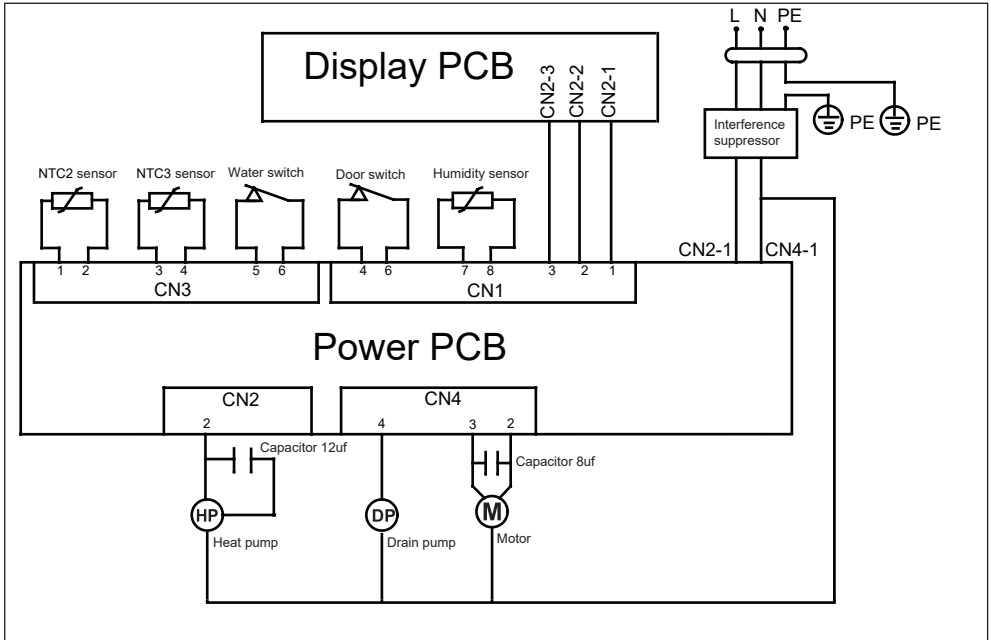 L N PE
Display PCB
CN2-3
CN2-2
CN2-1
Interference
suppressor
PE
PE
NTC2 sensor
NTC3 sensor
Water switch
Door switch
Humidity sensor
CN2-1
CN4-1
1 2 3 4 5 6 4 6 7 8 3 2 1
CN3
CN1
Power PCB
CN2
CN4
2
4
3
2
Capacitor 12uf
Capacitor 8uf
HP
DP
M
Heat pump
Drain pump
Motor